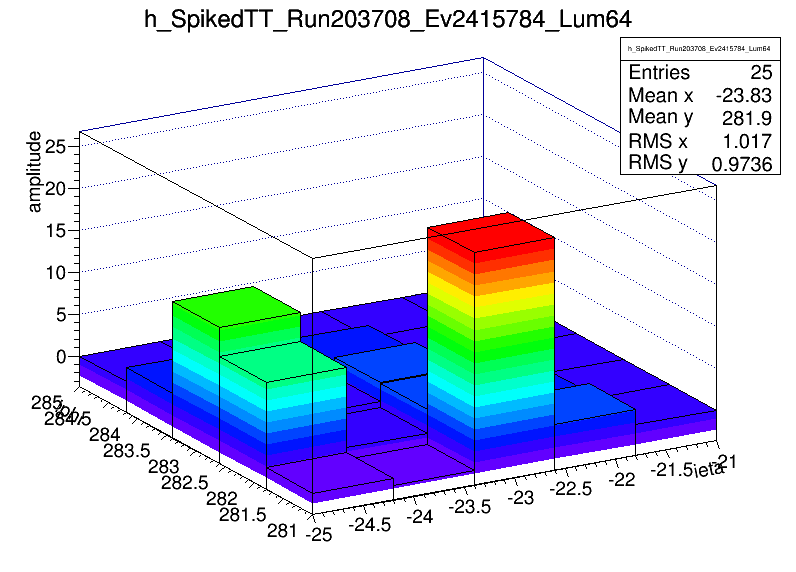 h_SpikedTT_Run203708_Ev2415784_Lum64
h_SpikedTT_Run203708_Ev2415784_Lum64
Entries 25
Mean x -23.83
Mean y 281.9
RMS x 1.017
RMS y 0.9736
amplitude
25
20
15
10
5
0
285
284.5
284
283.5
283
282.5
282
281.5
281
-25
-24.5
-24
-23.5
-23
-22.5
-22
-21.5
-21
ieta